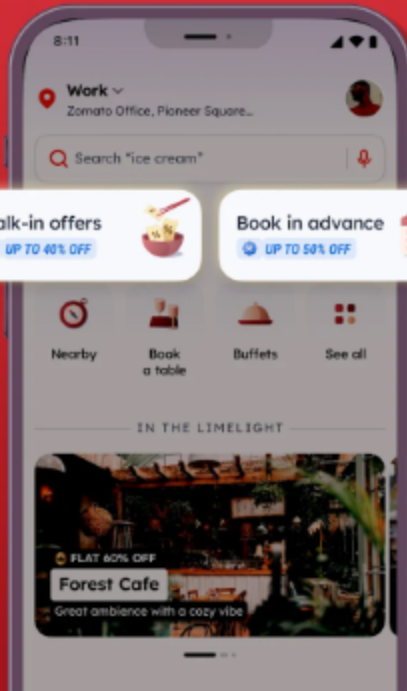 8:11
Work
Zomato Office, Pioneer Square...
Search "ice cream"
alk-in offers
UP TO 40% OFF
Book in advance
UP TO 50% OFF
Nearby
Book
a table
Buffets
See all
IN THE LIMELIGHT
FLAT 60% OFF
Forest Cafe
Great ambience with a cozy vibe